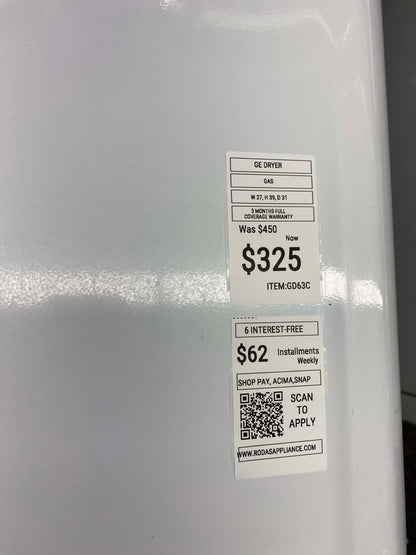 GE DRYER
GAS
W 27, H 39, D 31
3 MONTHS FULL
COVERAGE WARRANTY
Was $450
Now
$325
ITEM:GD63C
6 INTEREST-FREE
$62 Installments
Weekly
SHOP PAY, ACIMA,SNAP
SCAN
TO
APPLY
WWW.RODASAPPLIANCE.COM